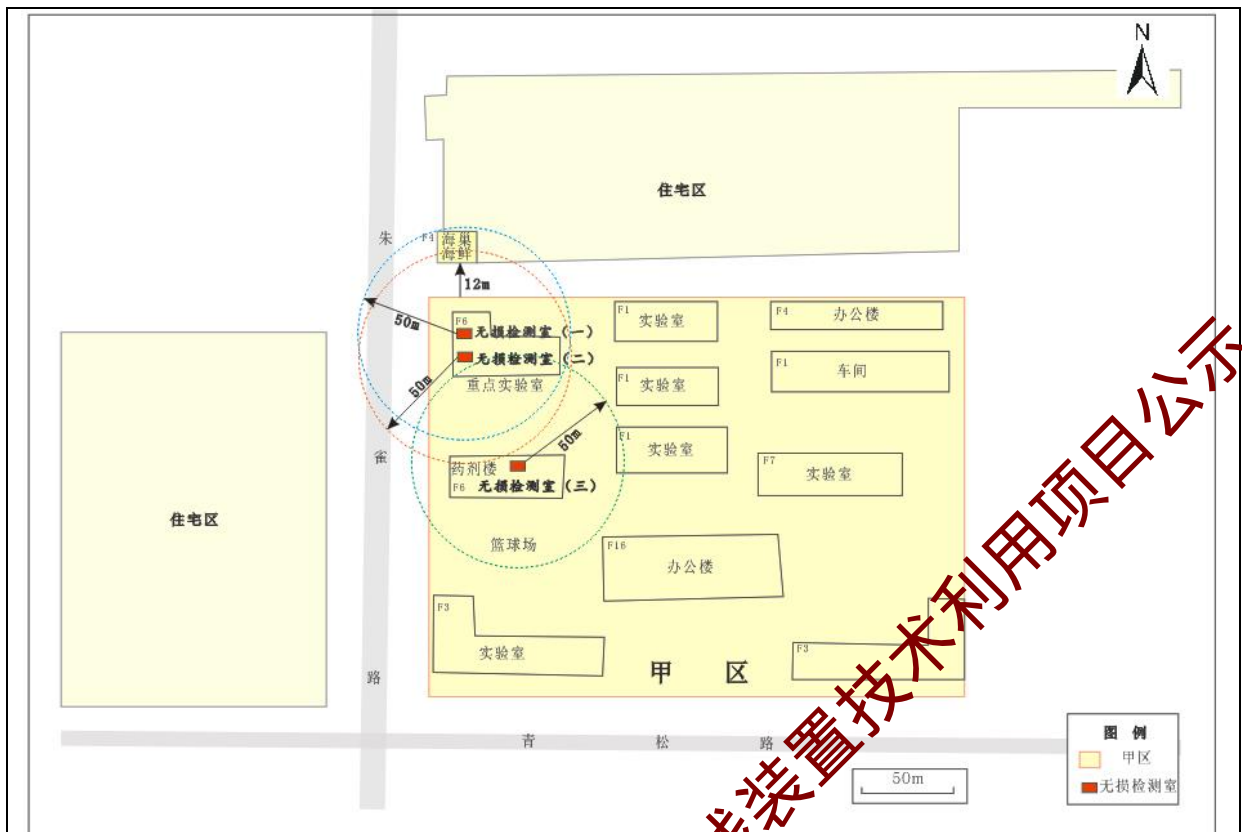 N
住宅区
朱
F4
海巢
海鲜
12m
50m
F6
无损检测室（一）
F1
实验室
F4
办公楼
无损检测室（二）
重点实验室
50m
F1
实验室
F1
车间
50m
雀
药剂楼
F6
无损检测室（三）
F1
实验室
F7
实验室
住宅区
篮球场
F16
办公楼
F3
实验室
F3
甲 区
路
青 松 路
图 例
甲区
无损检测室
50m
线装置技术利用项目公示